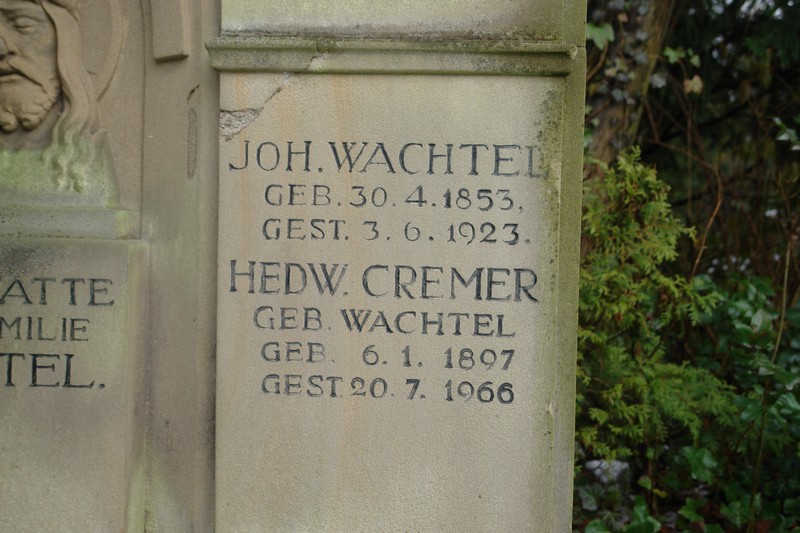 ATTE
MILIE
TEL.
JOH. WACHTEL
GEB. 30. 4. 1853,
GEST. 3. 6. 1923.
HEDW. CREMER
GEB. WACHTEL
GEB. 6. 1. 1897
GEST. 20. 7. 1966